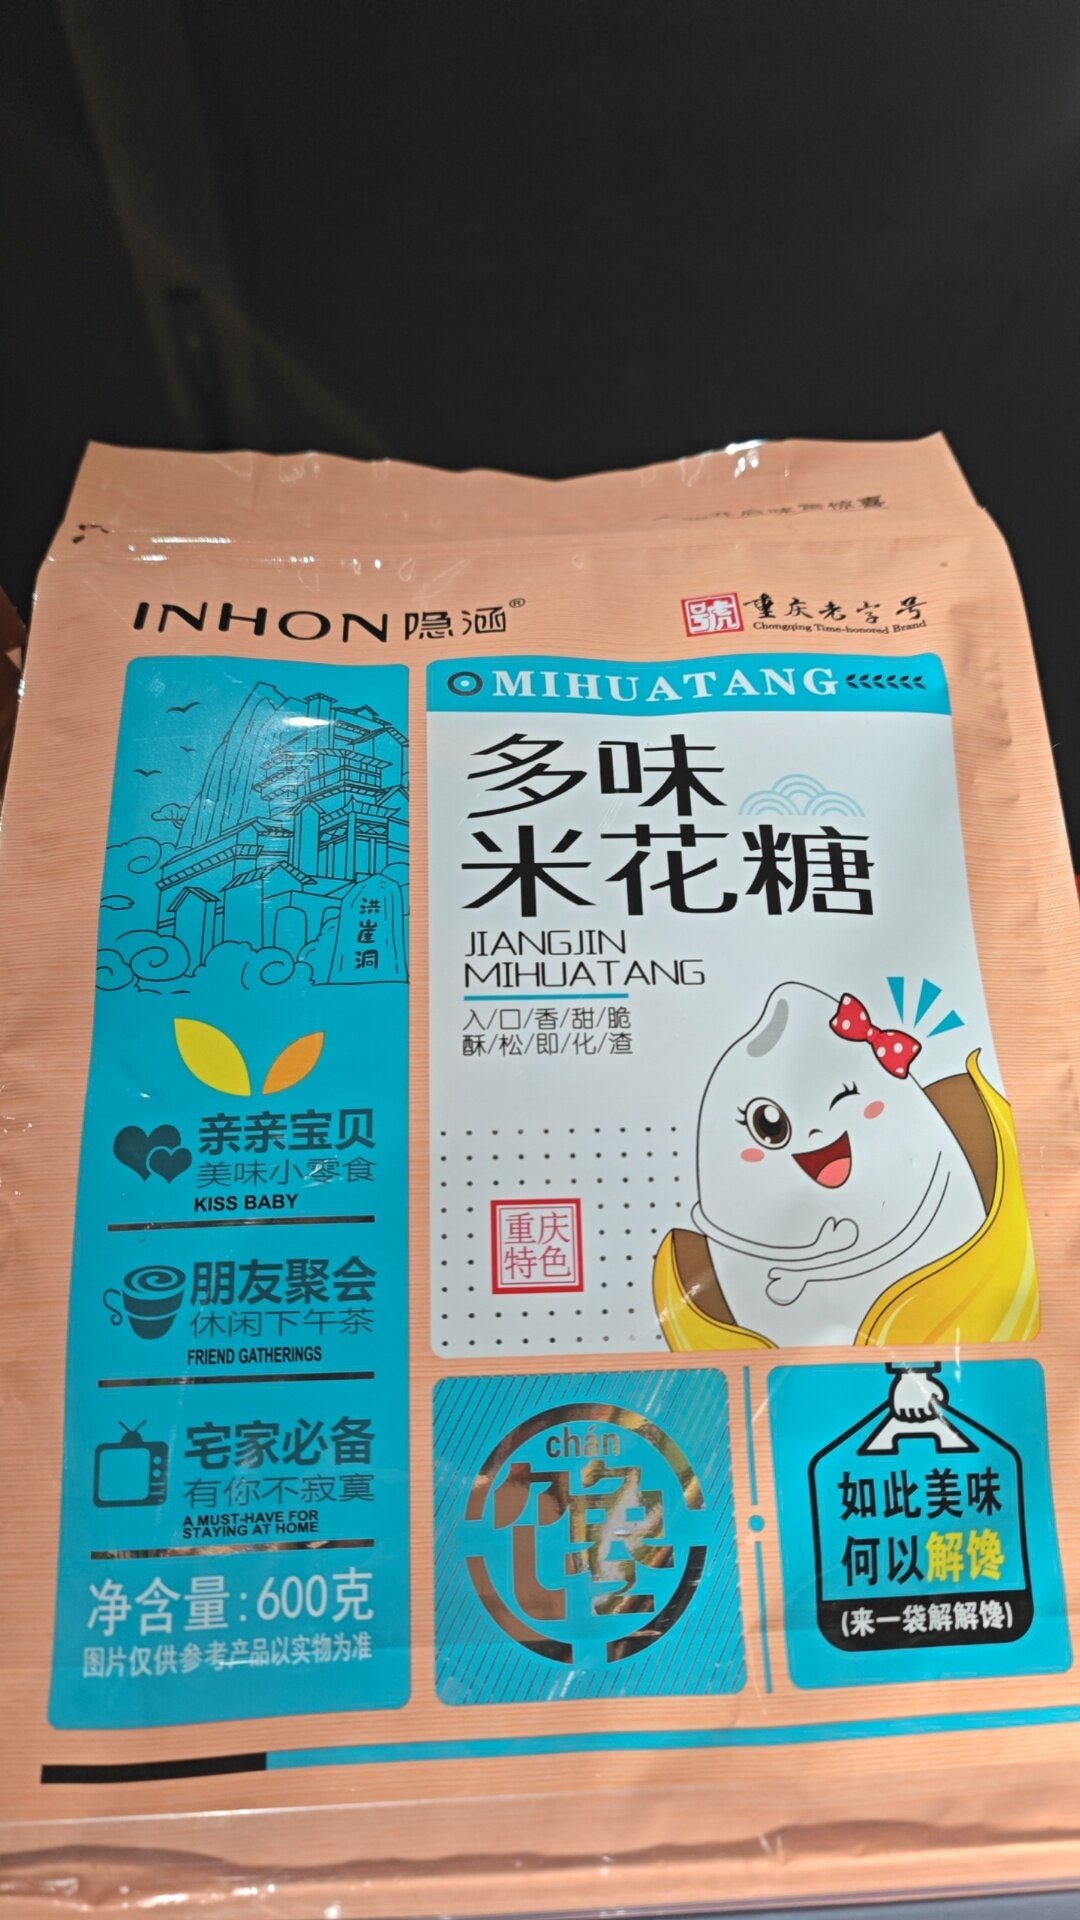 INHON 隐涵®
號 重庆老字号
Chongqing Time-honored Brand
MIHUATANG
多味
米花糖
JIANGJIN
MIHUATANG
入/口/香/甜/脆
酥/松/即/化/渣
重庆
特色
洪崖洞
亲亲宝贝
美味小零食
KISS BABY
朋友聚会
休闲下午茶
FRIEND GATHERINGS
宅家必备
有你不寂寞
A MUST-HAVE FOR
STAYING AT HOME
净含量:600克
图片仅供参考,产品以实物为准
chán
馋
如此美味
何以解馋
(来一袋解解馋)